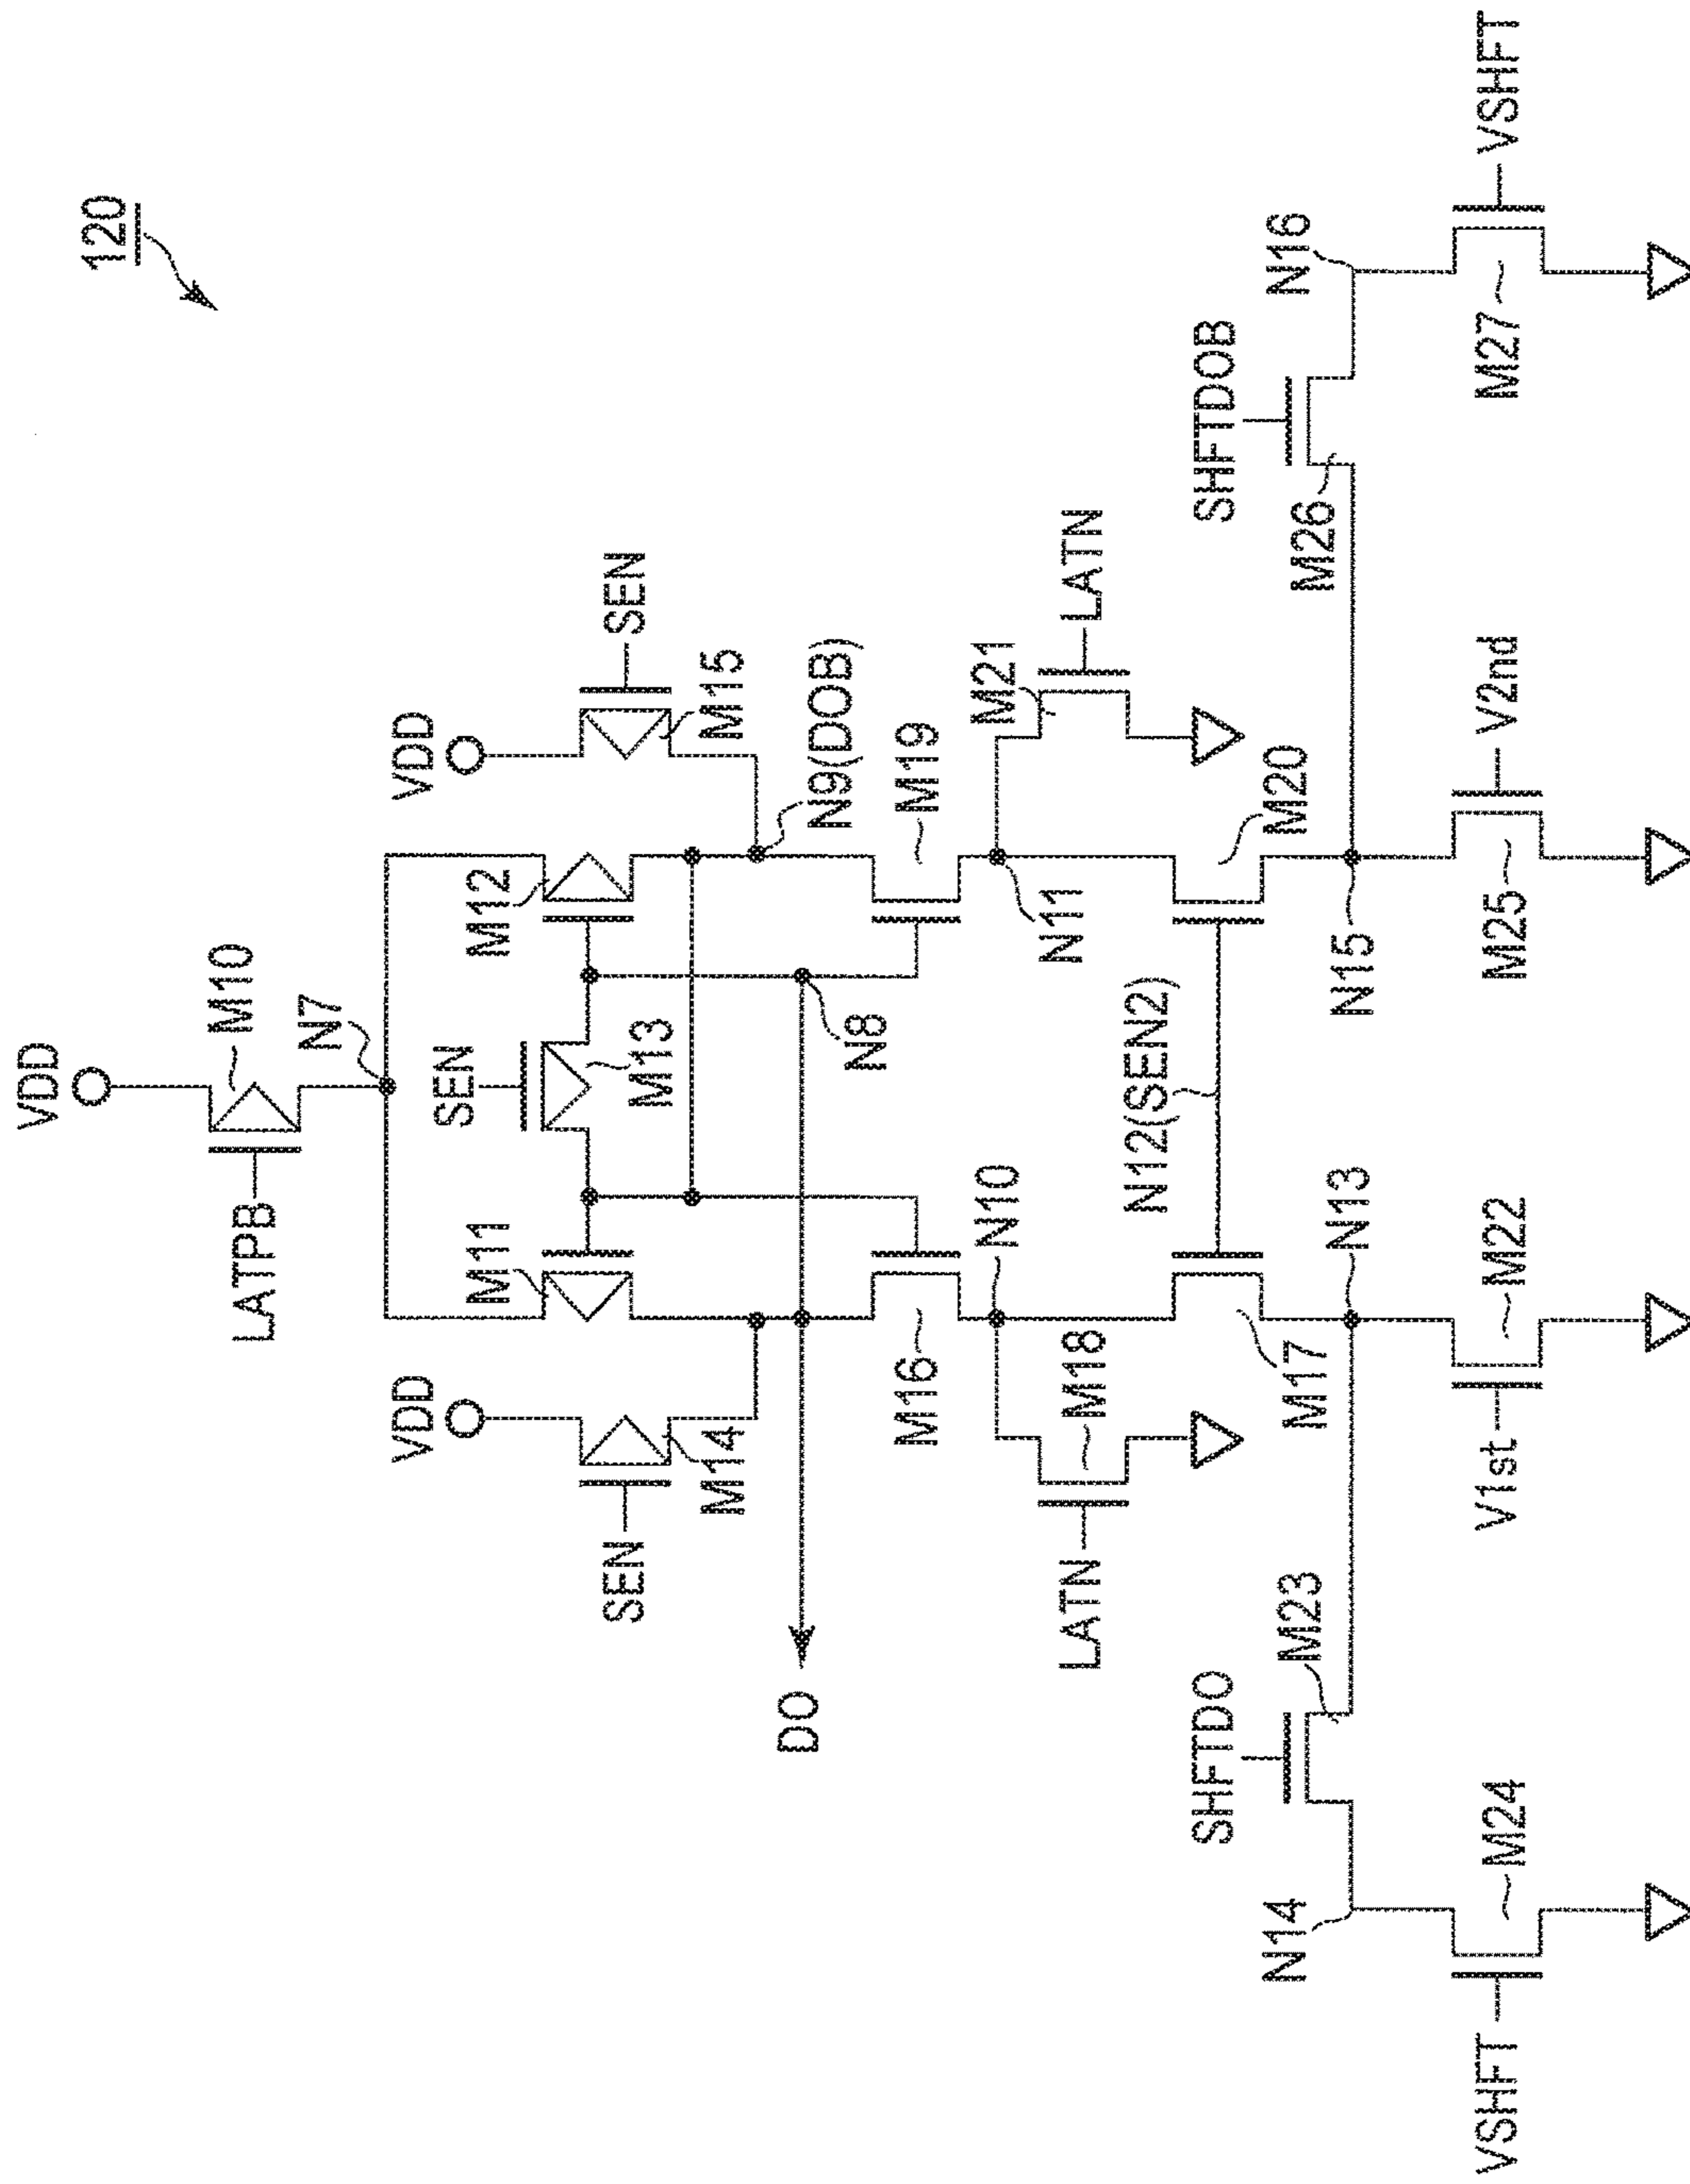 120
VDD
M10
LATPB
N7
VDD
M14
SEN
M11
SEN
M13
M12
VDD
SEN
M15
DO
N8
N9(DOB)
M16
M19
N10
N11
LATN
M18
M21
LATN
N12(SEN2)
M17
M20
SHFTDO
M23
N13
N15
M26
SHFTDOB
N14
N16
VSHFT
M24
V1st
M22
M25
V2nd
M27
VSHFT